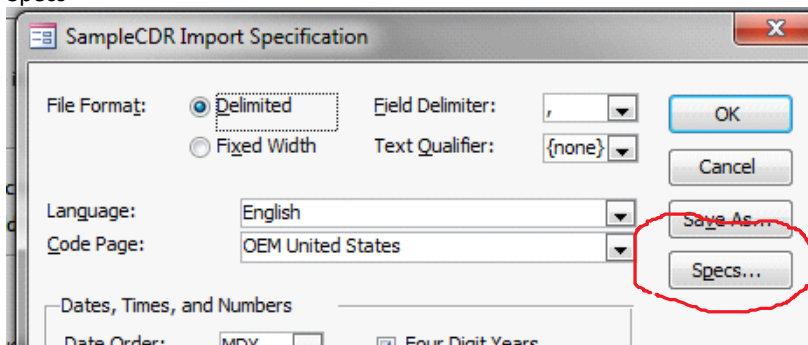 SampleCDR Import Specification
File Format: Delimited Field Delimiter: , OK
Fixed Width Text Qualifier: {none} Cancel
Language: English Save As...
Code Page: OEM United States Specs...
Dates, Times, and Numbers
Date Order: MDY Four Digit Years